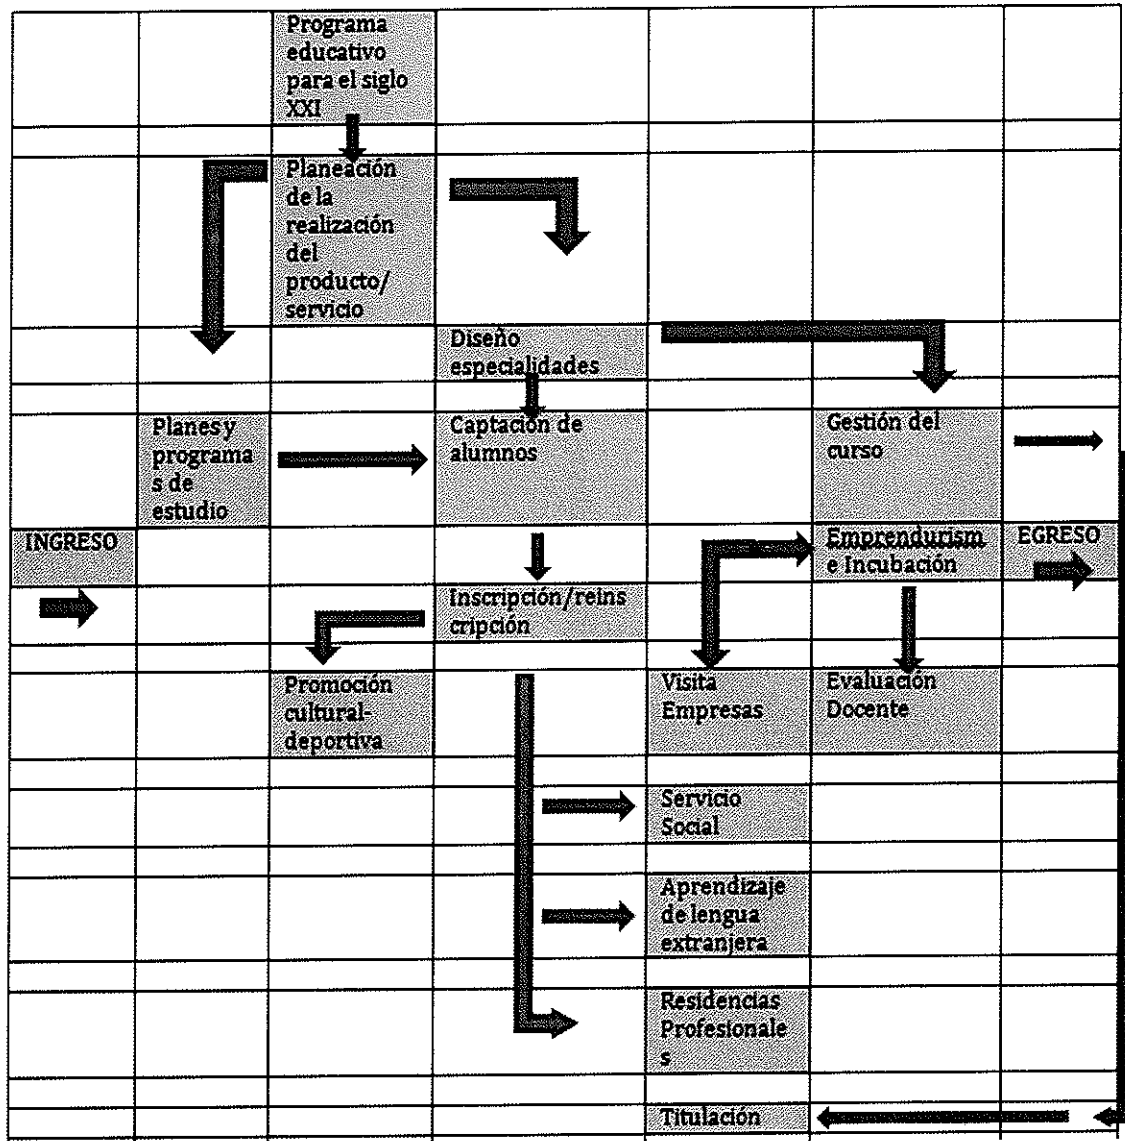 Programa
educativo
para el siglo
XXI
Planeación
de la
realización
del
producto/
servicio
Diseño
especialidades
Planes y
programa
s de
estudio
Captación de
alumnos
Gestión del
curso
INGRESO
Emprendurism
e Incubación
EGRESO
Inscripción/reins
cripción
Promoción
cultural-
deportiva
Visita
Empresas
Evaluación
Docente
Servicio
Social
Aprendizaje
de lengua
extranjera
Residencias
Profesionale
s
Titulación